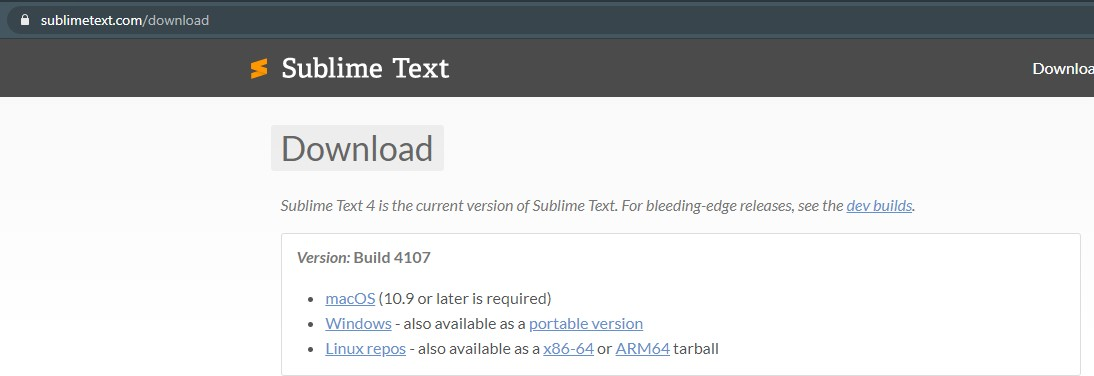 sublimetext.com/download
Sublime Text
Download
Sublime Text 4 is the current version of Sublime Text. For bleeding-edge releases, see the dev builds.
Version: Build 4107
macOS (10.9 or later is required)
Windows - also available as a portable version
Linux repos - also available as a x86-64 or ARM64 tarball